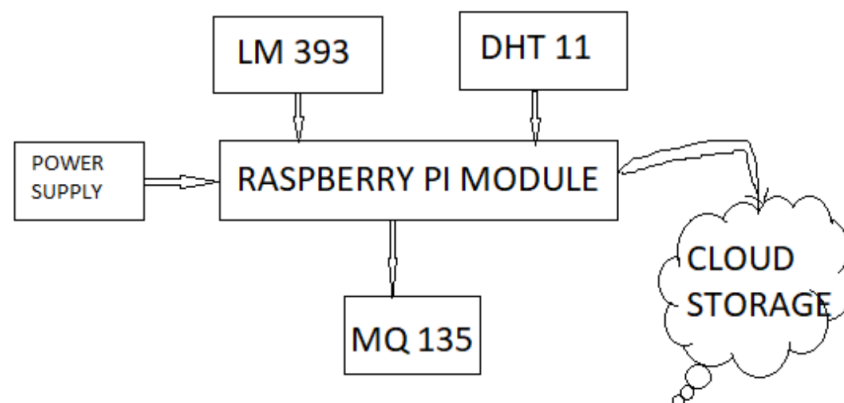 LM 393
DHT 11
POWER
SUPPLY
RASPBERRY PI MODULE
CLOUD
STORAGE
MQ 135